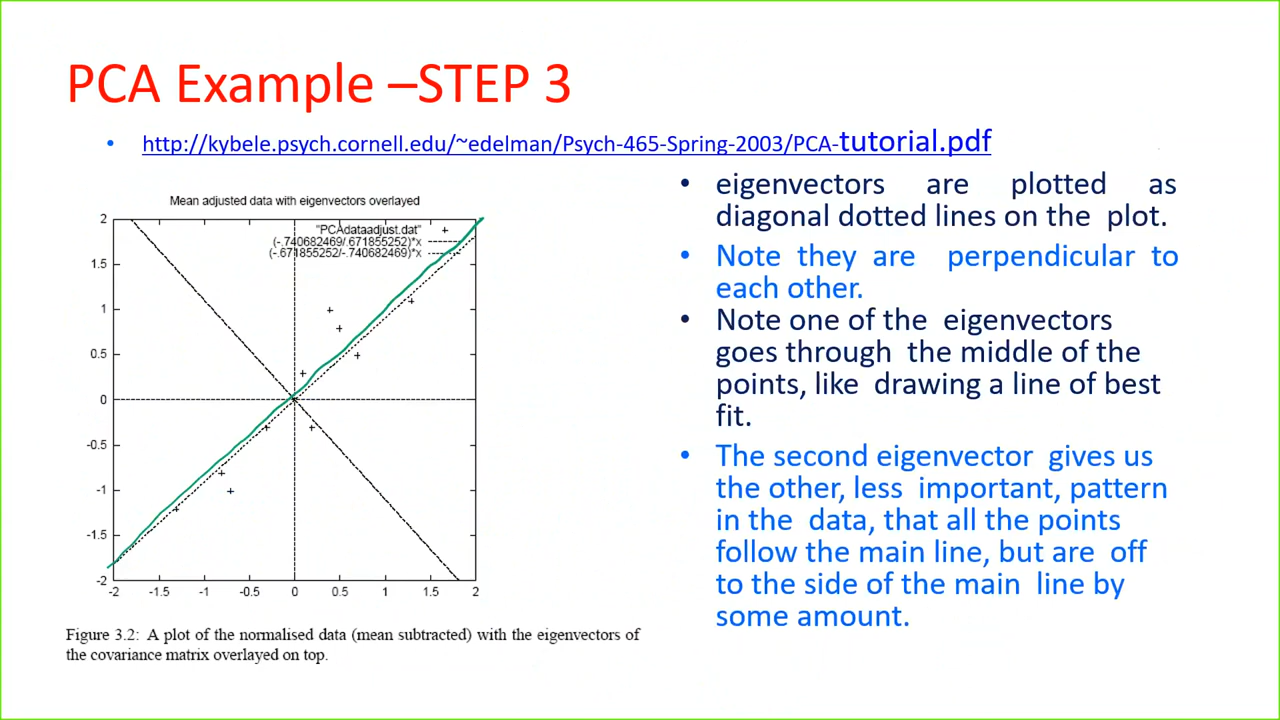 PCA Example –STEP 3
• http://kybele.psych.cornell.edu/~edelman/Psych-465-Spring-2003/PCA-tutorial.pdf
Mean adjusted data with eigenvectors overlayed
"PCAdataadjust.dat"
(-.740682469/.671855252)*x
(-.671855252/-.740682469)*x
2
1.5
1
0.5
0
-0.5
-1
-1.5
-2
-2 -1.5 -1 -0.5 0 0.5 1 1.5 2
Figure 3.2: A plot of the normalised data (mean subtracted) with the eigenvectors of
the covariance matrix overlayed on top.
• eigenvectors are plotted as
diagonal dotted lines on the plot.
• Note they are perpendicular to
each other.
• Note one of the eigenvectors
goes through the middle of the
points, like drawing a line of best
fit.
• The second eigenvector gives us
the other, less important, pattern
in the data, that all the points
follow the main line, but are off
to the side of the main line by
some amount.